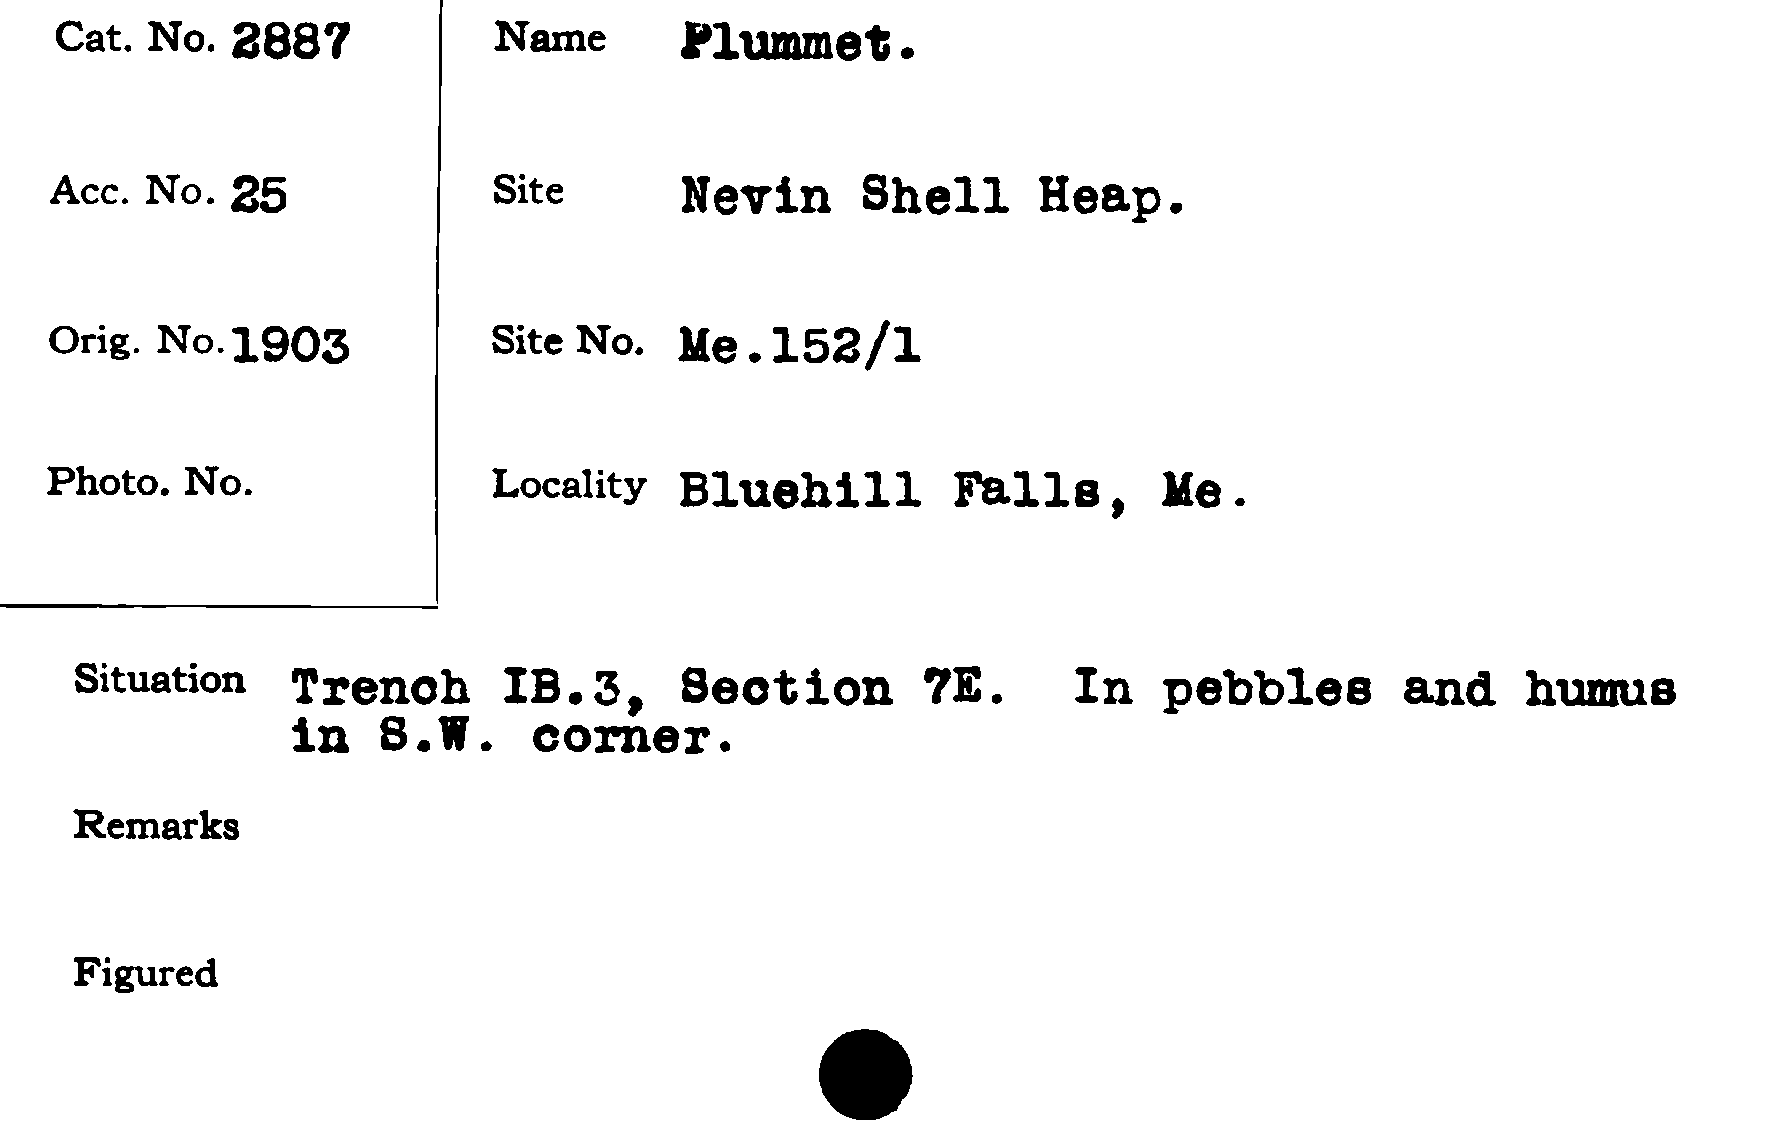 Cat. No. 2887
Name Plummet.
Acc. No. 25
Site Nevin Shell Heap.
Orig. No. 1903
Site No. Me.152/1
Photo. No.
Locality Bluehill Falls, Me.
Situation Trench IB.3, Section 7E. In pebbles and humus
in S.W. corner.
Remarks
Figured